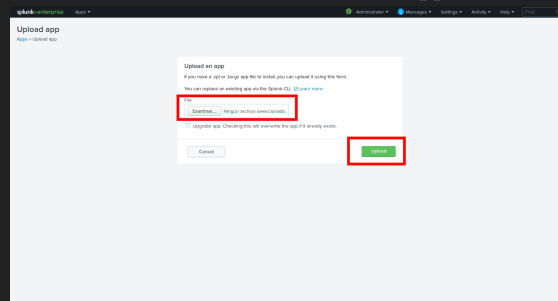 splunk>enterprise Apps ▾ Administrator ▾ 2 Messages ▾ Settings ▾ Activity ▾ Help ▾ Find
Upload app
Apps » Upload app
Upload an app
If you have a .spl or .tar.gz app file to install, you can upload it using this form.
You can replace an existing app via the Splunk CLI. Learn more.
File
Examinar... Ningún archivo seleccionado.
Upgrade app. Checking this will overwrite the app if it already exists.
Cancel Upload